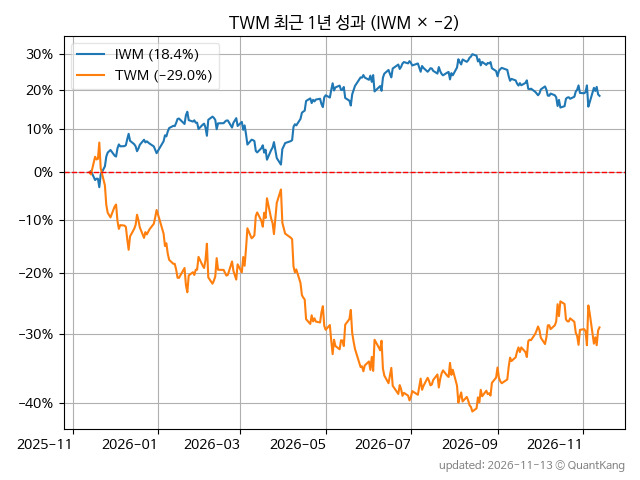 TWM 최근 1년 성과 (IWM × −2)
IWM (18.4%)
TWM (−29.0%)
30%
20%
10%
0%
−10%
−20%
−30%
−40%
2025-11 2026-01 2026-03 2026-05 2026-07 2026-09 2026-11
updated: 2026-11-13 © QuantKang